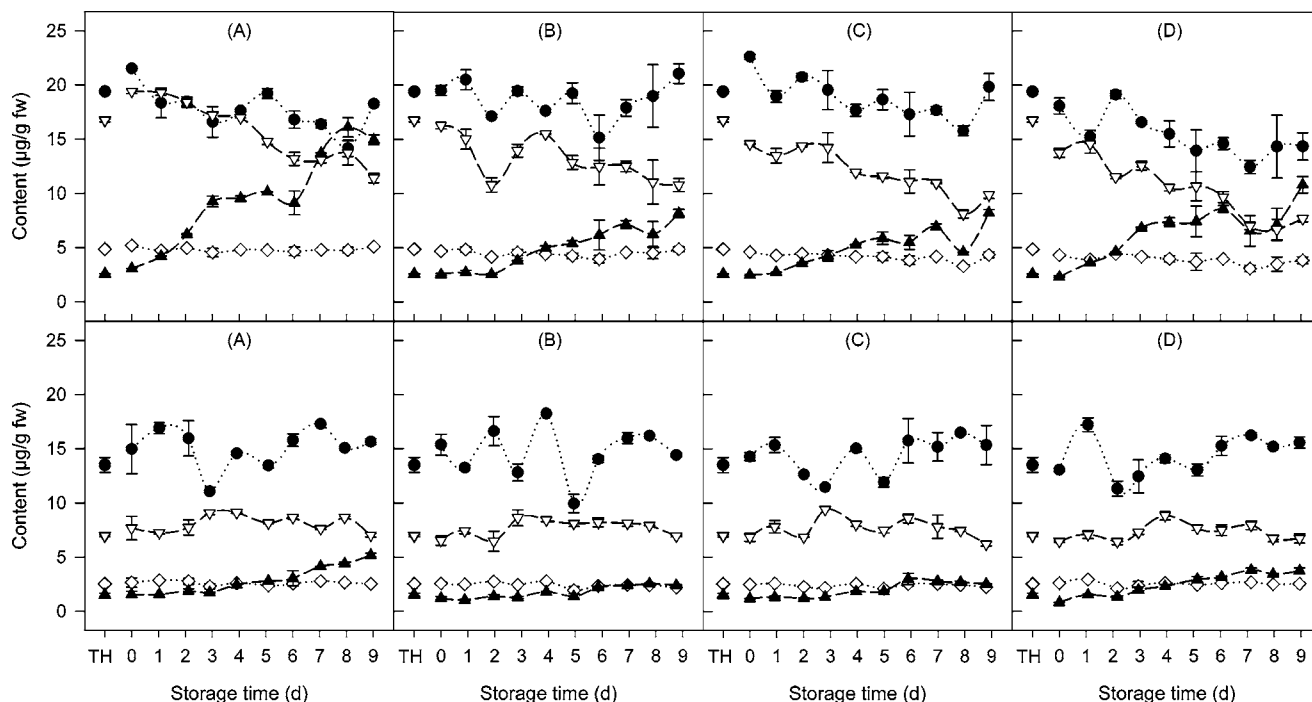 (A) (B) (C) (D)
25
20
15
10
5
0
Content (µg/g fw)
(A) (B) (C) (D)
25
20
15
10
5
0
Content (µg/g fw)
TH 0 1 2 3 4 5 6 7 8 9 TH 0 1 2 3 4 5 6 7 8 9 TH 0 1 2 3 4 5 6 7 8 9 TH 0 1 2 3 4 5 6 7 8 9
Storage time (d) Storage time (d) Storage time (d) Storage time (d)